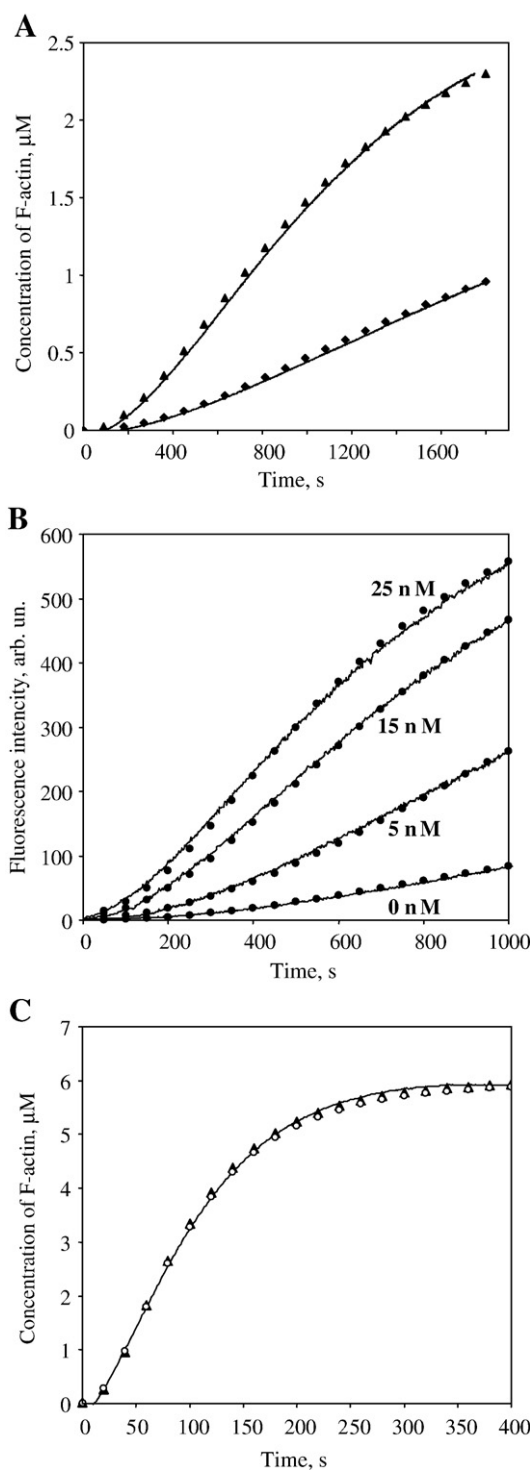 A
Concentration of F-actin, µM
2.5
2
1.5
1
0.5
0
0 400 800 1200 1600
Time, s
B
Fluorescence intencity, arb. un.
600
500
400
300
200
100
0
25 n M
15 n M
5 n M
0 n M
0 200 400 600 800 1000
Time, s
C
Concentration of F-actin, µM
7
6
5
4
3
2
1
0
0 50 100 150 200 250 300 350 400
Time, s